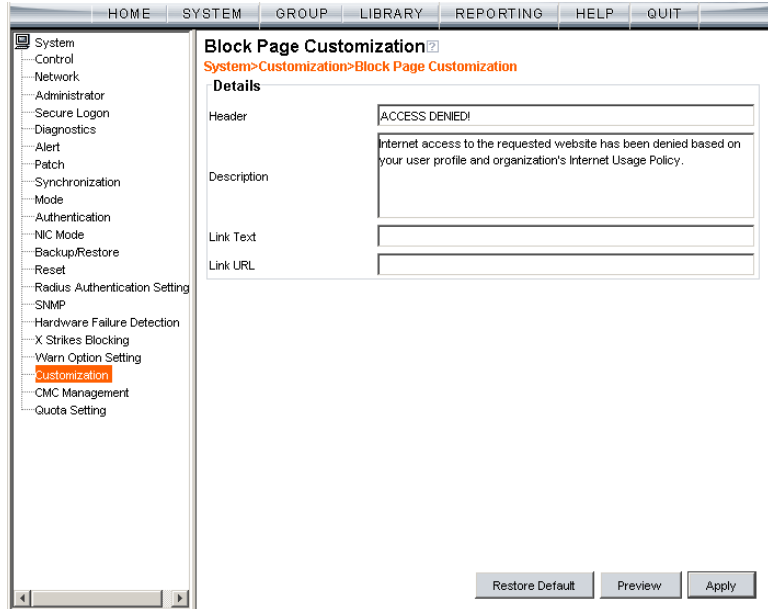 HOME SYSTEM GROUP LIBRARY REPORTING HELP QUIT
System
Control
Network
Administrator
Secure Logon
Diagnostics
Alert
Patch
Synchronization
Mode
Authentication
NIC Mode
Backup/Restore
Reset
Radius Authentication Setting
SNMP
Hardware Failure Detection
X Strikes Blocking
Warn Option Setting
Customization
CMC Management
Quota Setting
Block Page Customization ?
System>Customization>Block Page Customization
Details
Header
ACCESS DENIED!
Description
Internet access to the requested website has been denied based on
your user profile and organization's Internet Usage Policy.
Link Text
Link URL
Restore Default Preview Apply